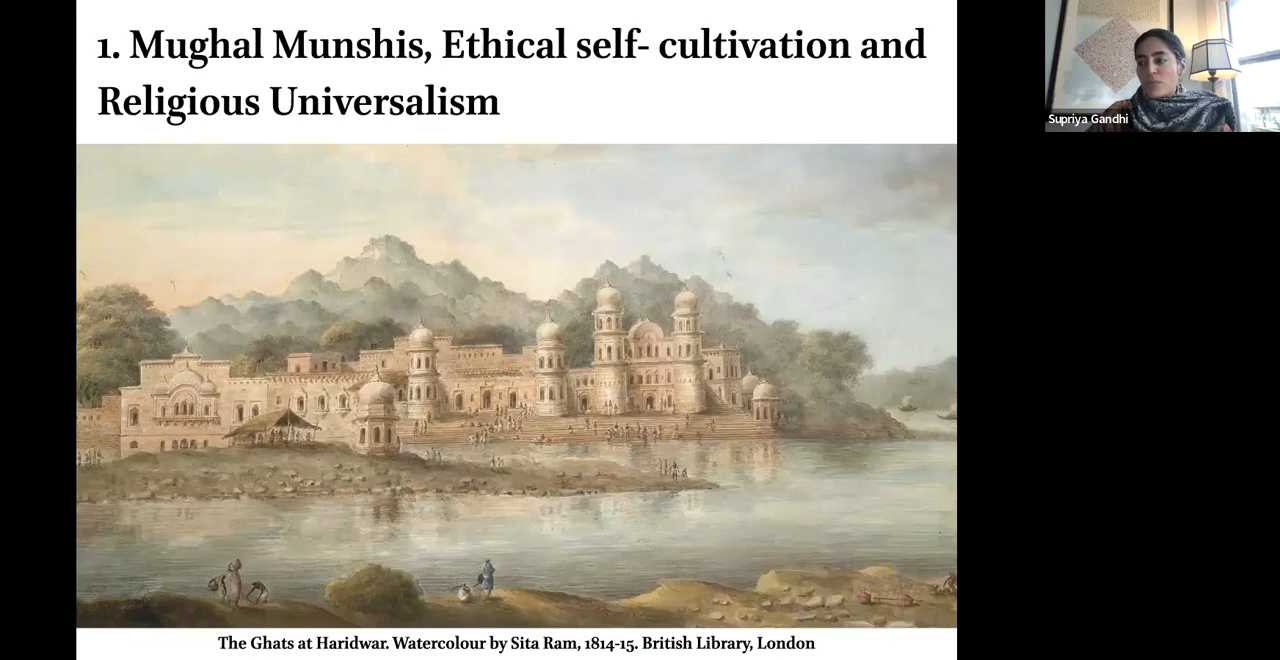 1. Mughal Munshis, Ethical self- cultivation and
Religious Universalism
Supriya Gandhi
The Ghats at Haridwar. Watercolour by Sita Ram, 1814-15. British Library, London